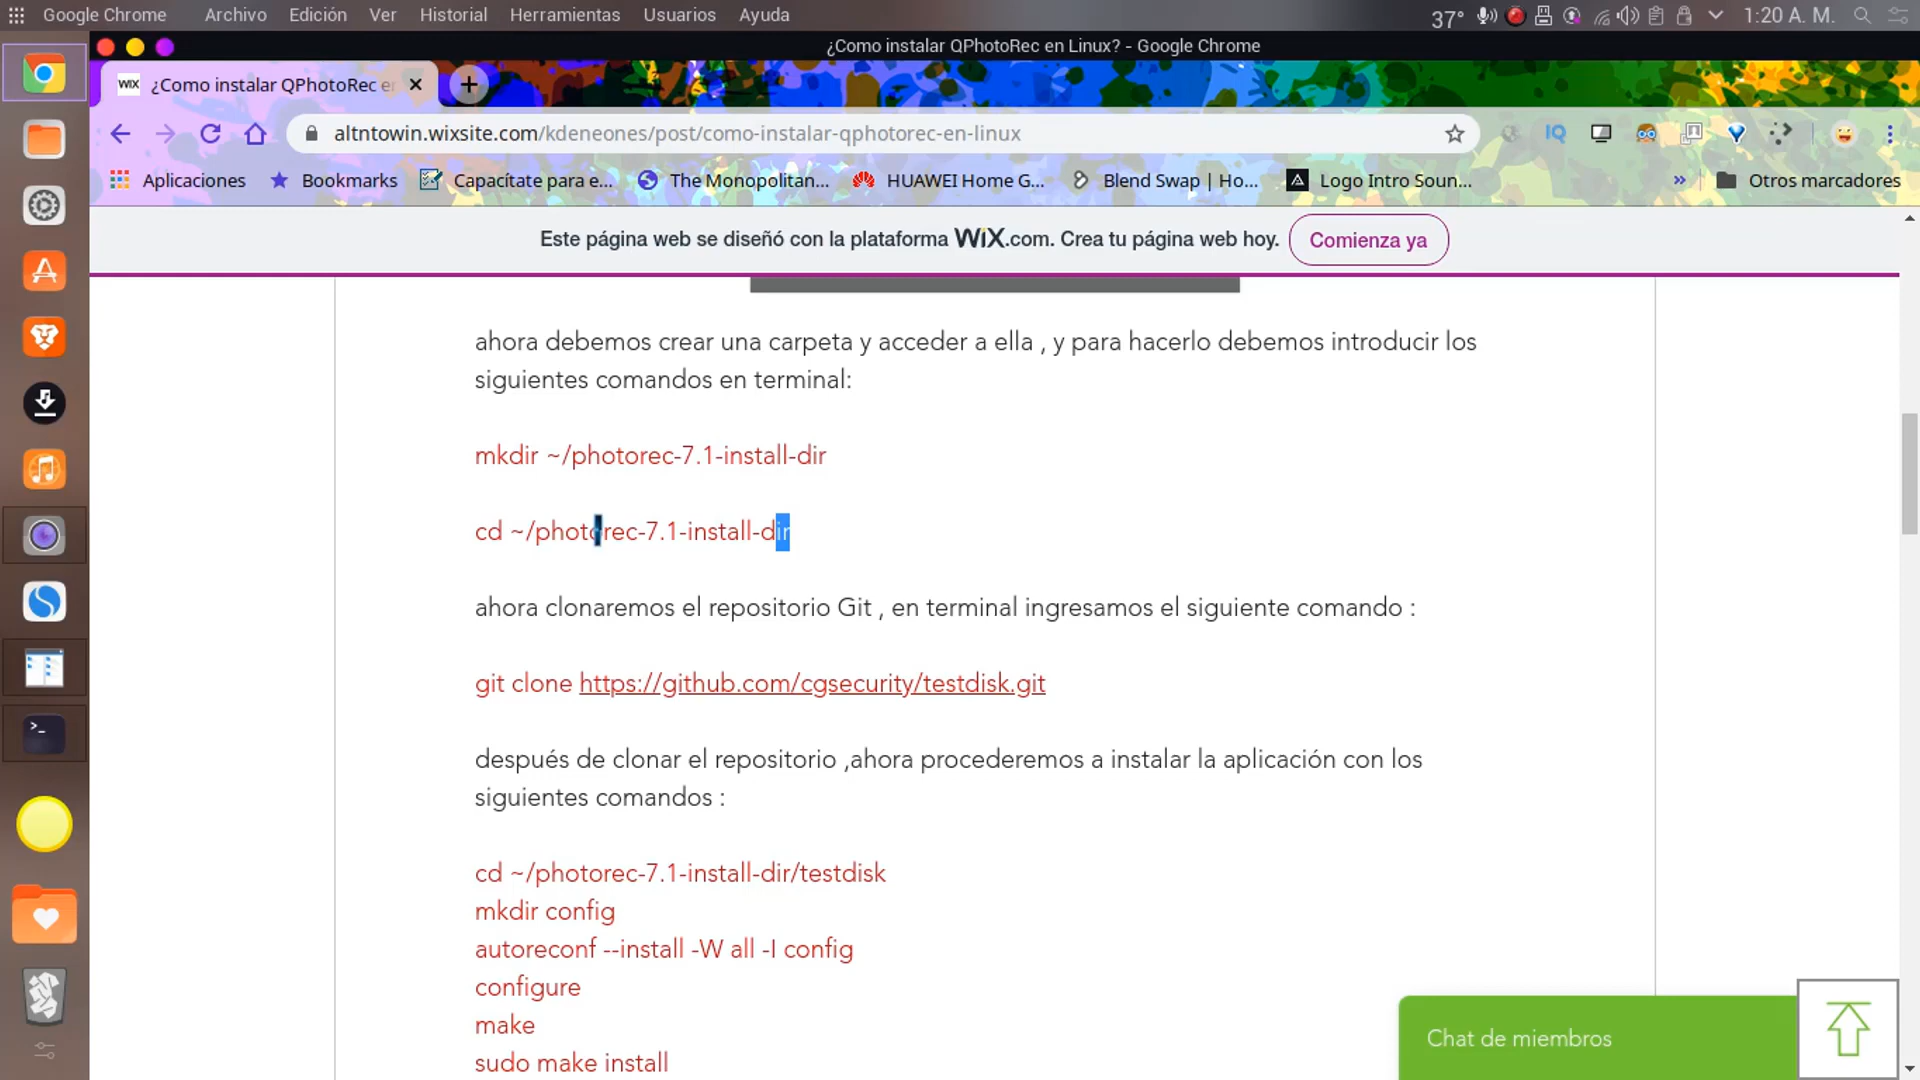 Google Chrome Archivo Edición Ver Historial Herramientas Usuarios Ayuda 37° 1:20 A. M.
¿Como instalar QPhotoRec en Linux? - Google Chrome
WiX ¿Como instalar QPhotoRec en
altntowin.wixsite.com/kdeneones/post/como-instalar-qphotorec-en-linux
Aplicaciones Bookmarks Capacítate para e... The Monopolitan... HUAWEI Home G... Blend Swap | Ho... Logo Intro Soun... » Otros marcadores
Este página web se diseñó con la plataforma WiX.com. Crea tu página web hoy. Comienza ya
ahora debemos crear una carpeta y acceder a ella , y para hacerlo debemos introducir los
siguientes comandos en terminal:
mkdir ~/photorec-7.1-install-dir
cd ~/photorec-7.1-install-dir
ahora clonaremos el repositorio Git , en terminal ingresamos el siguiente comando :
git clone https://github.com/cgsecurity/testdisk.git
después de clonar el repositorio ,ahora procederemos a instalar la aplicación con los
siguientes comandos :
cd ~/photorec-7.1-install-dir/testdisk
mkdir config
autoreconf --install -W all -I config
configure
make
sudo make install
Chat de miembros